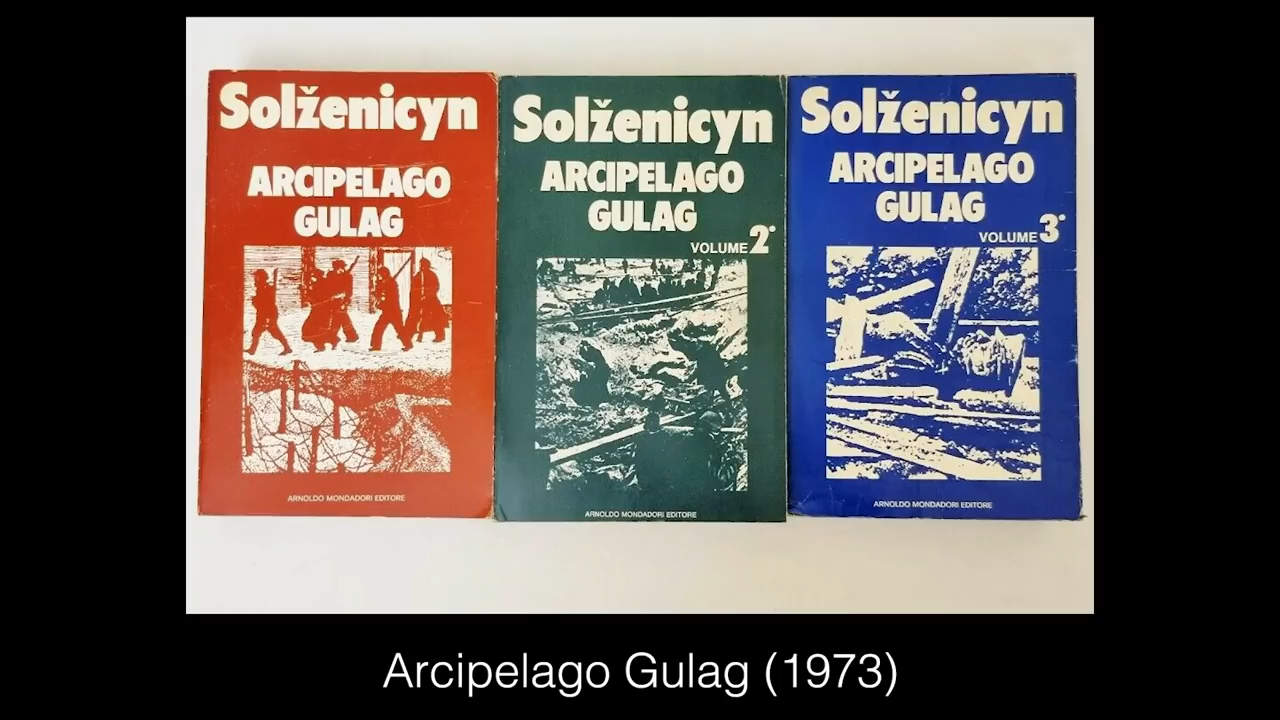 Solženicyn
ARCIPELAGO
GULAG
ARNOLDO MONDADORI EDITORE
Solženicyn
ARCIPELAGO
GULAG
VOLUME 2°
ARNOLDO MONDADORI EDITORE
Solženicyn
ARCIPELAGO
GULAG
VOLUME 3°
ARNOLDO MONDADORI EDITORE
Arcipelago Gulag (1973)